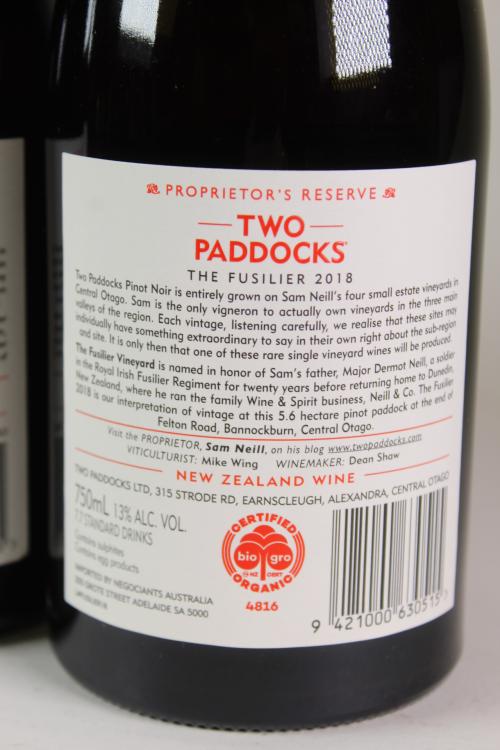 PROPRIETOR'S RESERVE
TWO
PADDOCKS
THE FUSILIER 2018
Two Paddocks Pinot Noir is entirely grown on Sam Neill's four small estate vineyards in
Central Otago. Sam is the only vigneron to actually own vineyards in the three main
valleys of the region. Each vintage, listening carefully, we realise that these sites may
individually have something extraordinary to say in their own right about the sub-region
and site. It is only then that one of these rare single vineyard wines will be produced.
The Fusilier Vineyard is named in honor of Sam's father, Major Dermot Neill, a soldier
in the Royal Irish Fusilier Regiment for twenty years before returning home to Dunedin,
New Zealand, where he ran the family Wine & Spirit business, Neill & Co. The Fusilier
2018 is our interpretation of vintage at this 5.6 hectare pinot paddock at the end of
Felton Road, Bannockburn, Central Otago.
Visit the PROPRIETOR, Sam Neill, on his blog www.twopaddocks.com
VITICULTURIST: Mike Wing WINEMAKER: Dean Shaw
NEW ZEALAND WINE
TWO PADDOCKS LTD, 315 STRODE RD, EARNSCLEUGH, ALEXANDRA, CENTRAL OTAGO
750mL 13% ALC. VOL.
7.7 STANDARD DRINKS
Contains sulphites
Contains egg products
IMPORTED BY NEGOCIANTS AUSTRALIA
205 GROTE STREET ADELAIDE SA 5000
CERTIFIED
bio gro
NZ CERT
ORGANIC
4816
9 421000 630515